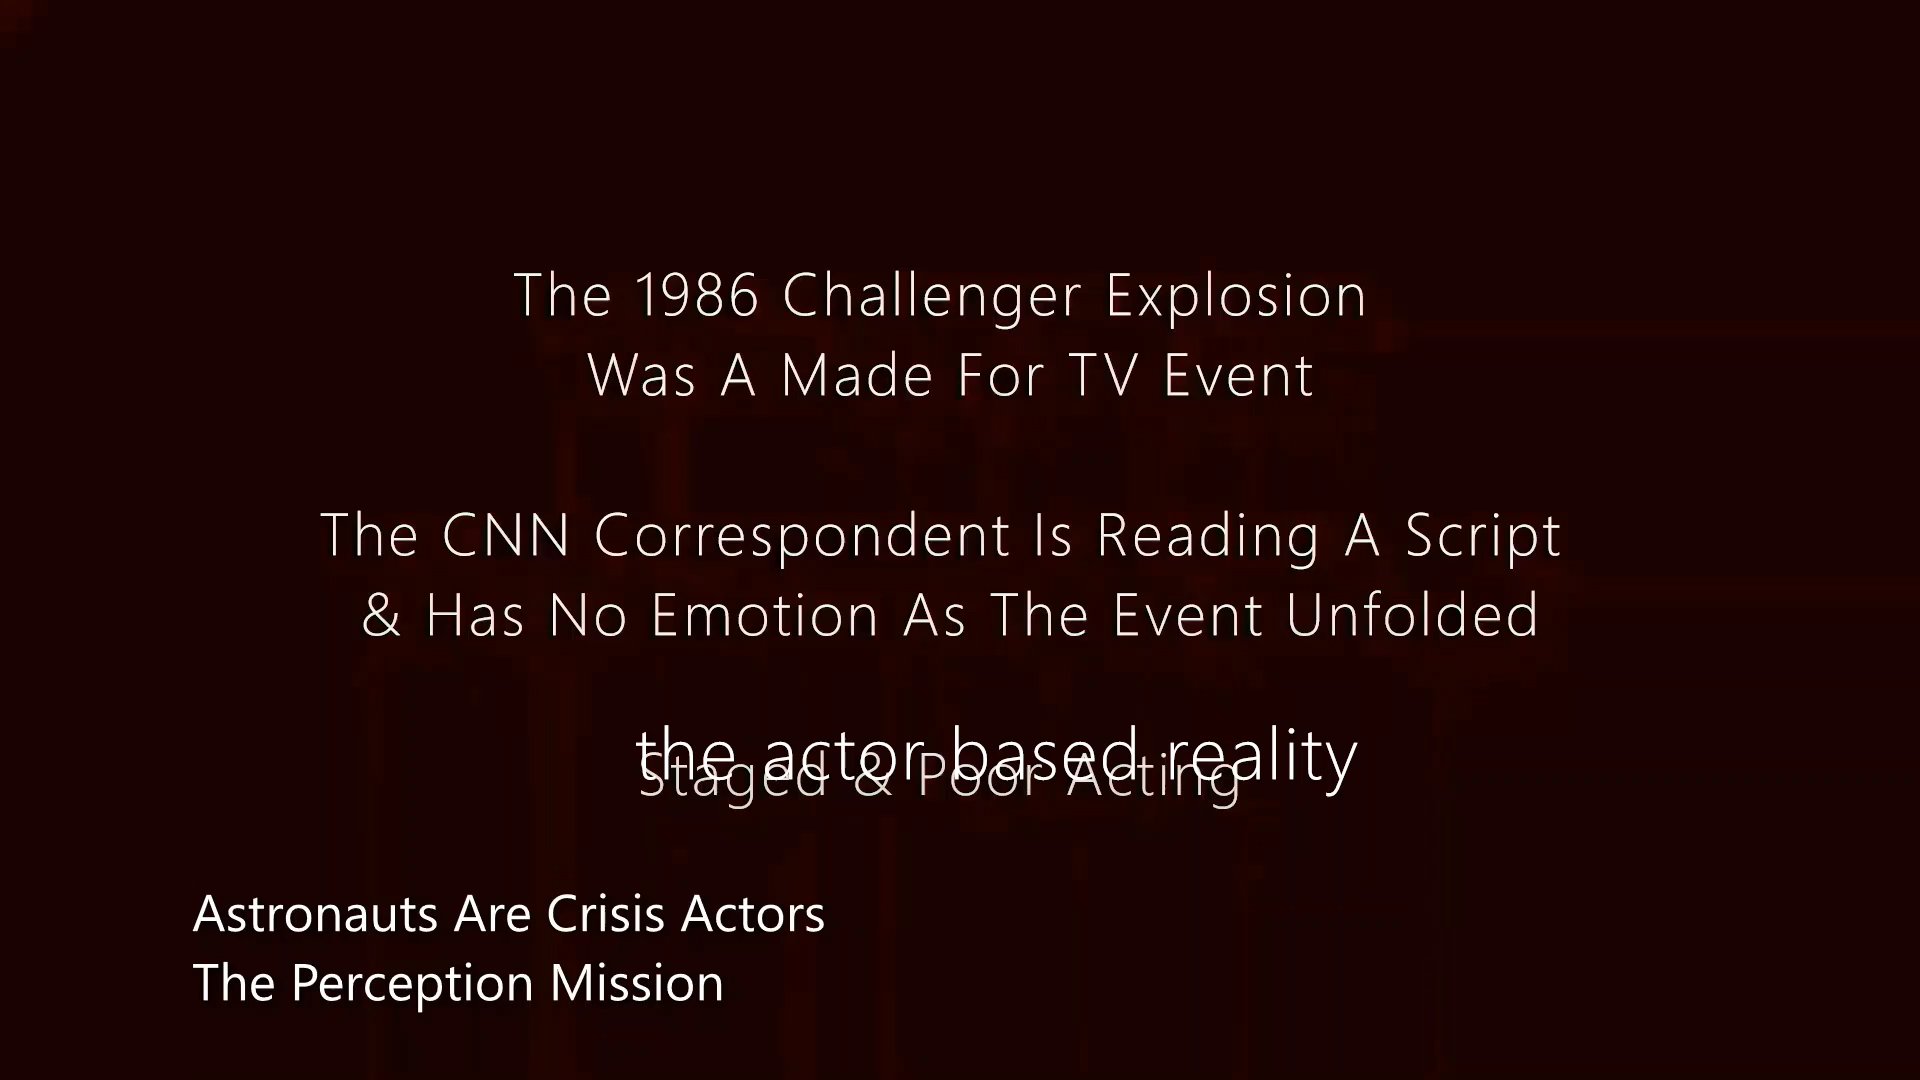 The 1986 Challenger Explosion
Was A Made For TV Event
The CNN Correspondent Is Reading A Script
& Has No Emotion As The Event Unfolded
the actor based reality
Staged & Poor Acting
Astronauts Are Crisis Actors
The Perception Mission